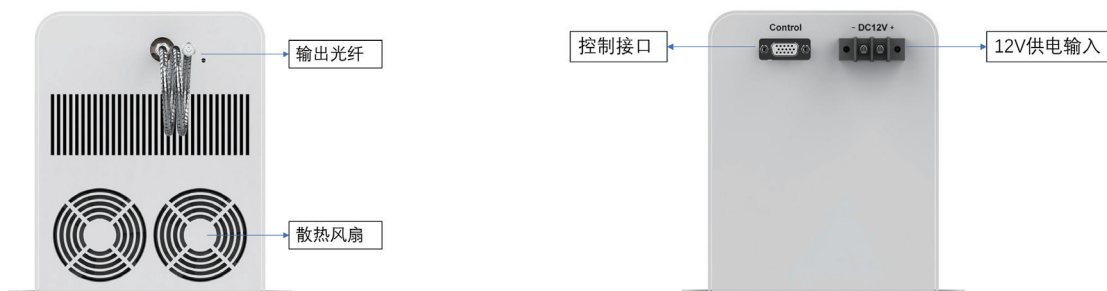 输出光纤
散热风扇
Control
- DC12V +
控制接口
12V供电输入